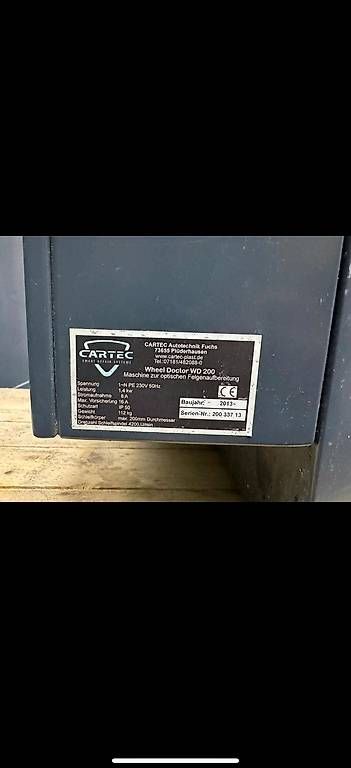 CARTEC
SMART REPAIR SYSTEMS
CARTEC Autotechnik Fuchs
73655 Plüderhausen
www.cartec-plast.de
Tel.: 07181/482088-0
Wheel Doctor WD 200
Maschine zur optischen Felgenaufbereitung
Spannung 1~N PE 230V 50Hz
Leistung 1,4 kw
Stromaufnahme 6 A
Max. Vorsicherung 16 A
Schutzart IP 50
Gewicht 112 kg
Schleifkörper max. 200mm Durchmesser
Drehzahl Schleifspindel 4200 U/min
CE
Baujahr: - 2013-
Serien-Nr.: 200 337 13